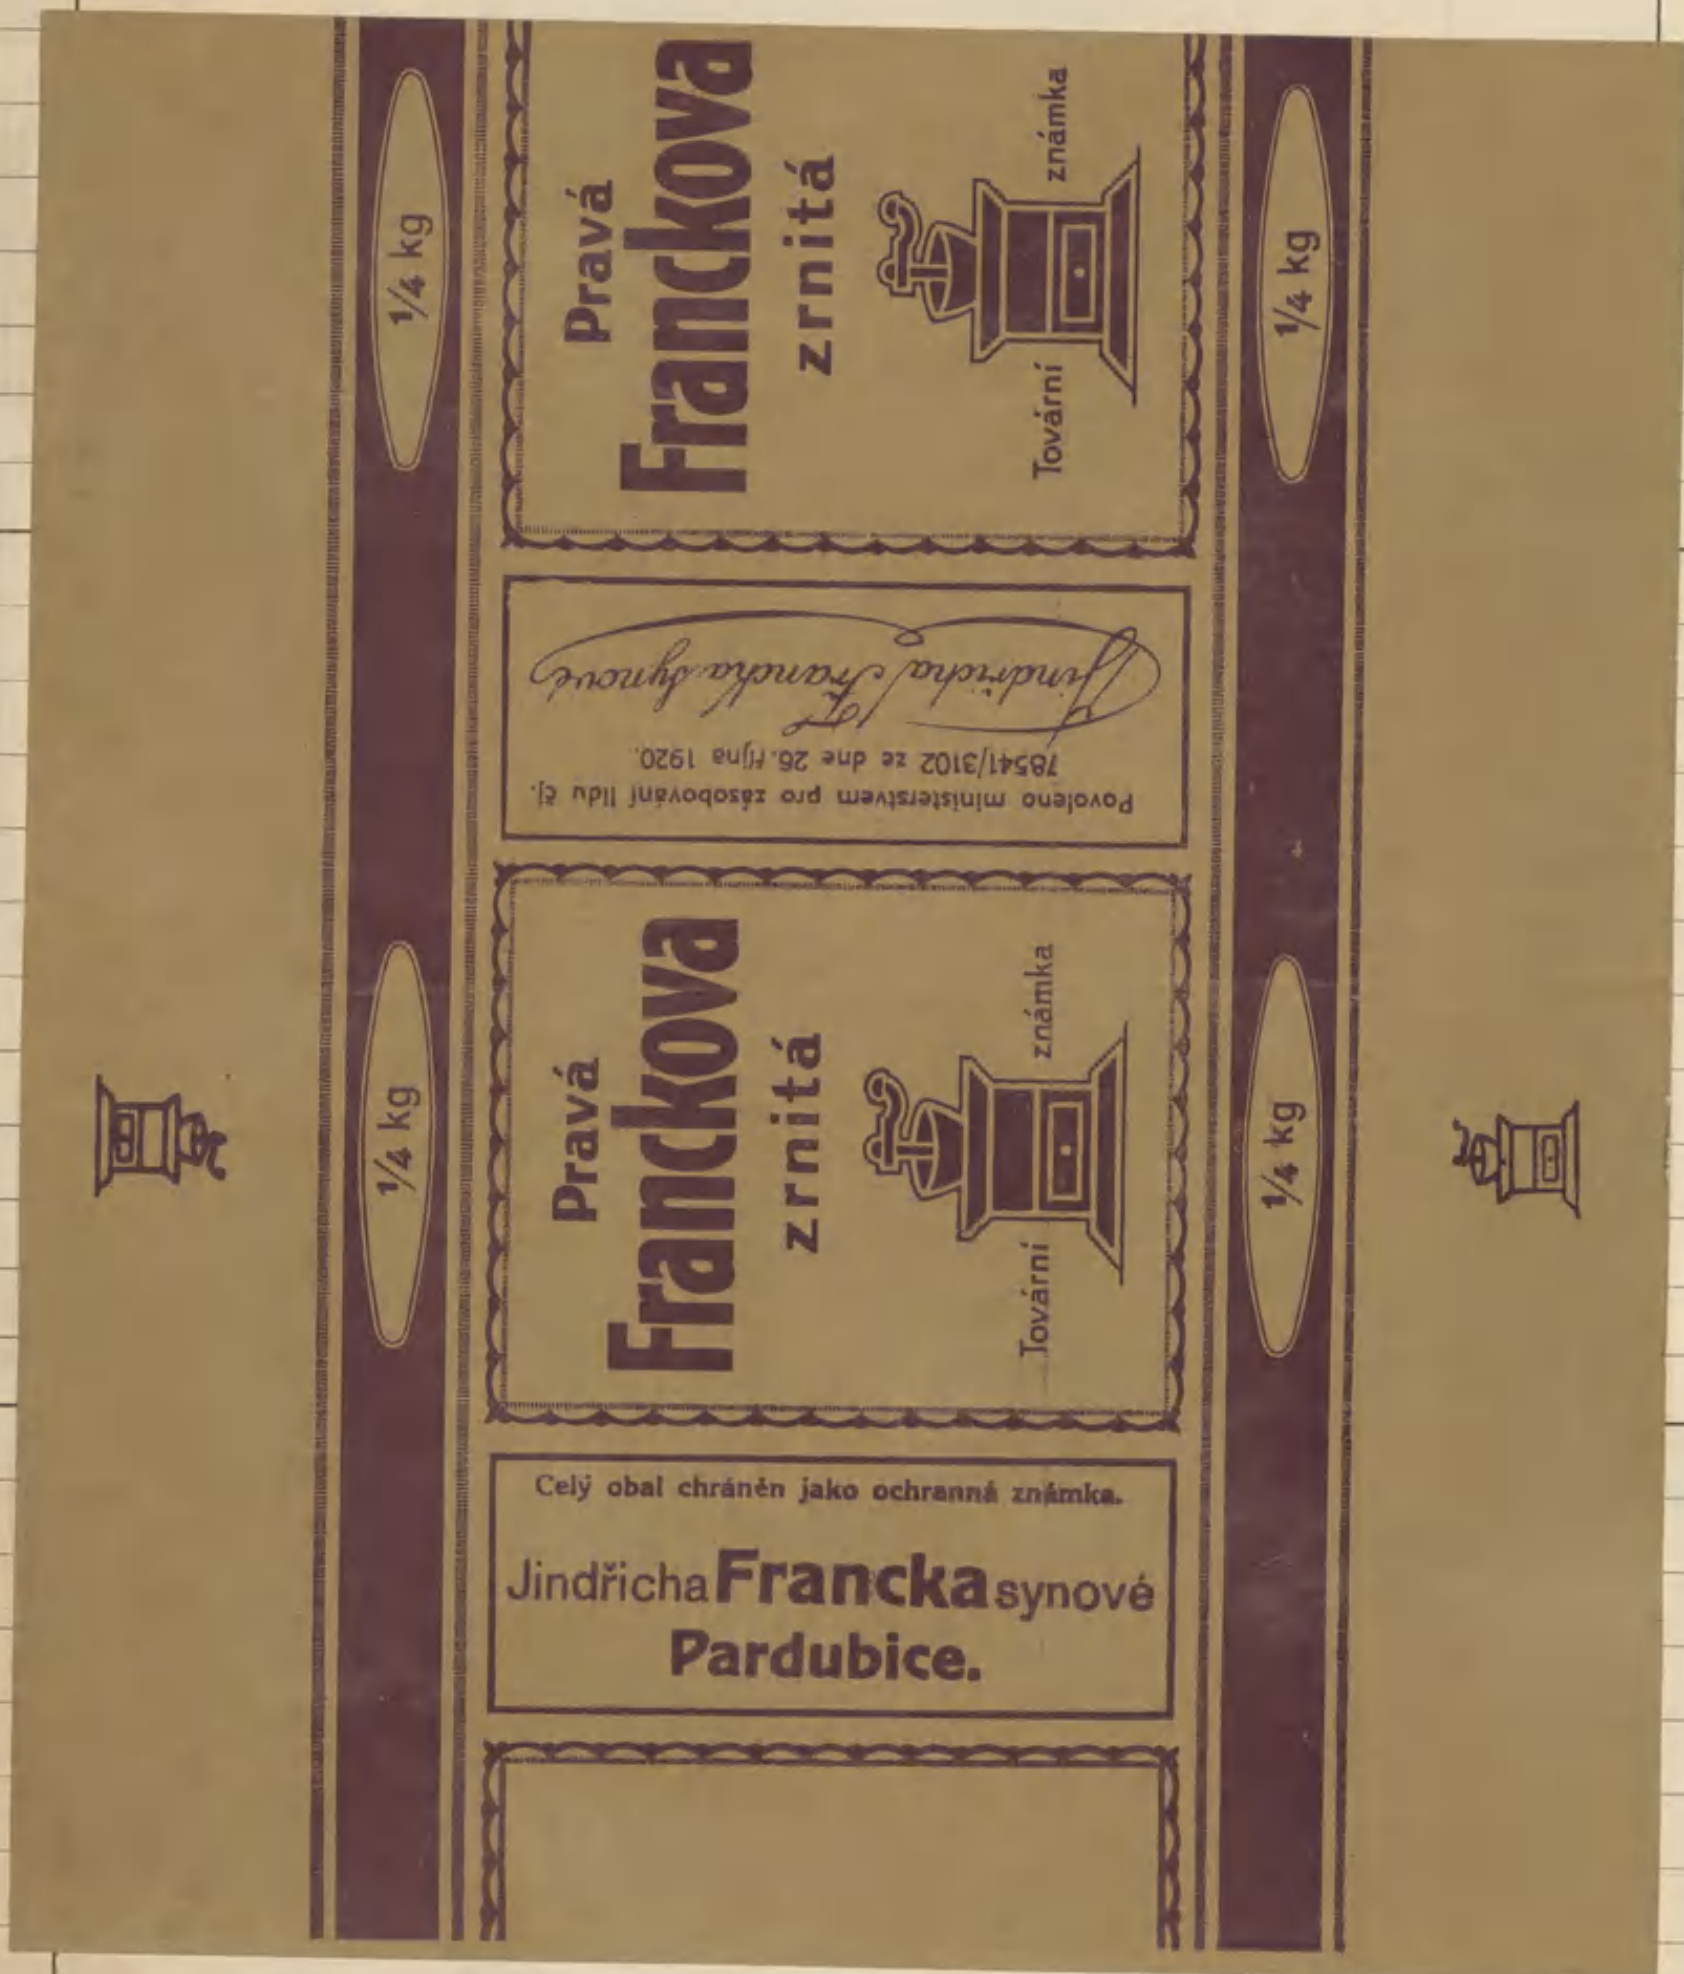 1/4 kg
1/4 kg
Pravá
Franckova
zrnitá
Tovární známka
1/4 kg
1/4 kg
Jindřicha Francka Synové
Povoleno ministerstvem pro zásobování lidu čj.
78541/3102 ze dne 26. října 1920.
Pravá
Franckova
zrnitá
Tovární známka
Celý obal chráněn jako ochranná známka.
Jindřicha Francka synové
Pardubice.